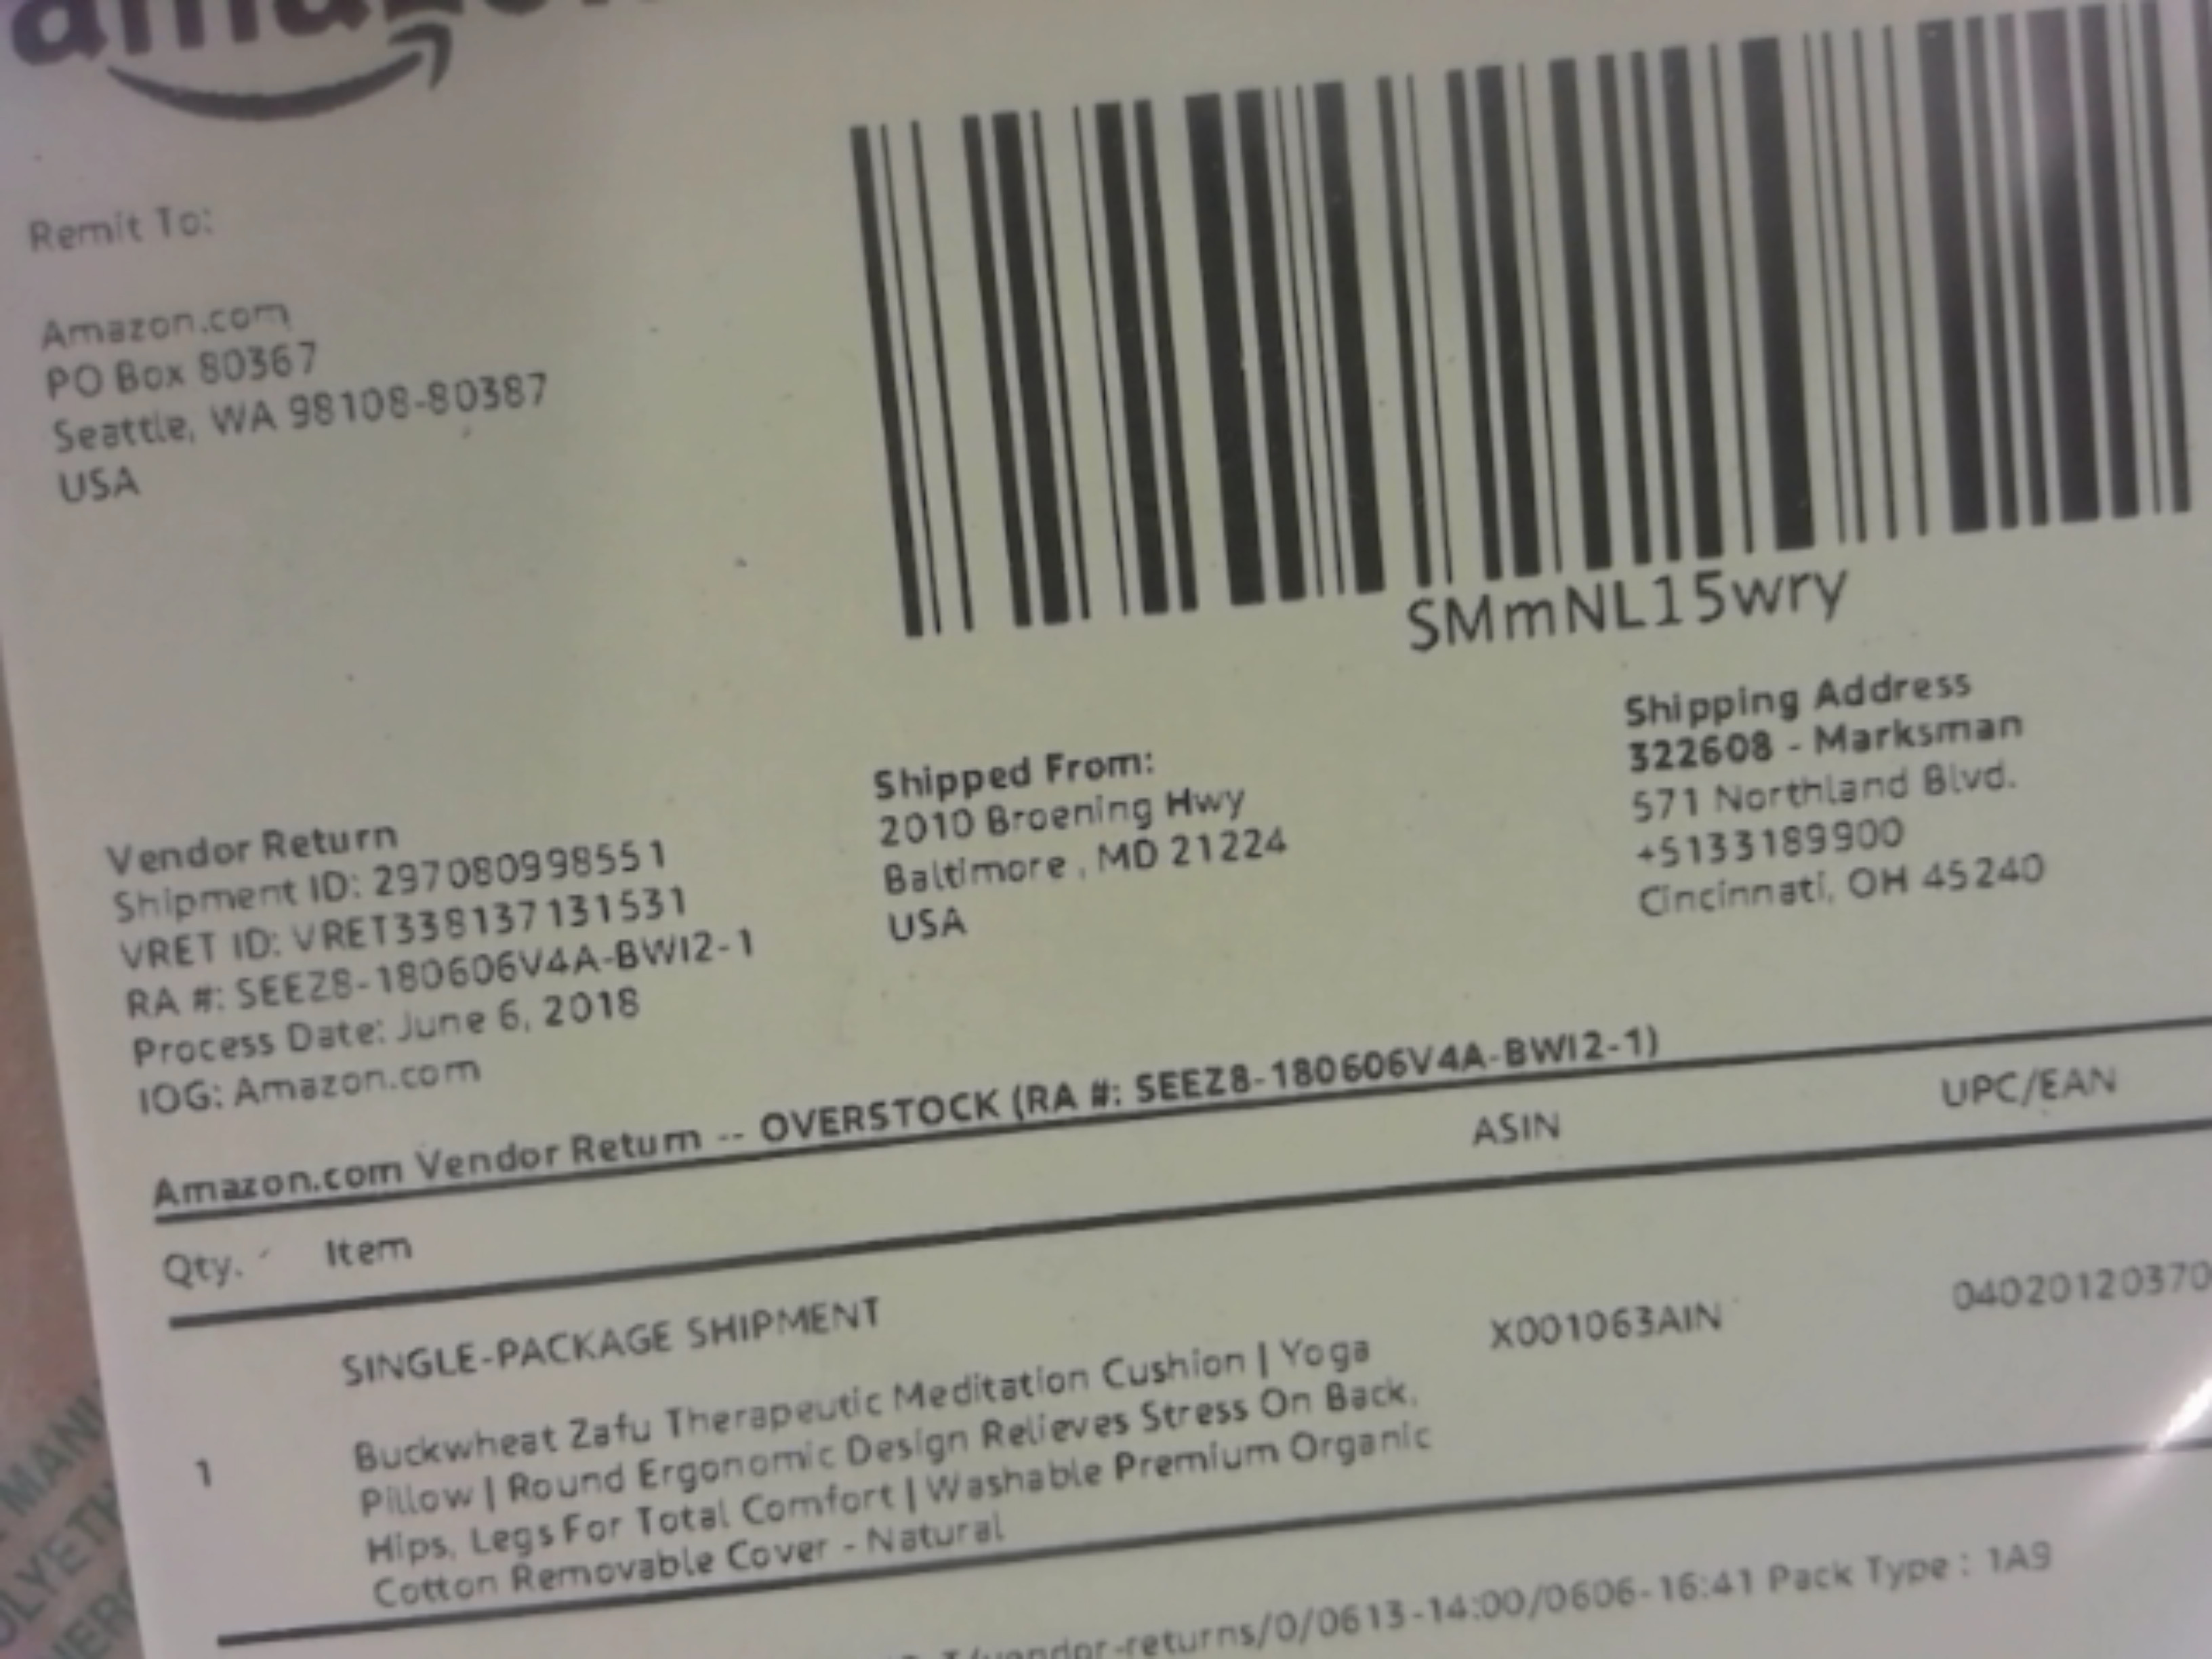 amazon
Remit To:
Amazon.com
PO Box 80367
Seattle, WA 98108-80387
USA
SMmNL15wry
Vendor Return
Shipment ID: 297080998551
VRET ID: VRET338137131531
RA #: SEEZ8-180606V4A-BWI2-1
Process Date: June 6, 2018
IOG: Amazon.com
Shipped From:
2010 Broening Hwy
Baltimore , MD 21224
USA
Shipping Address
322608 - Marksman
571 Northland Blvd.
+5133189900
Cincinnati, OH 45240
Amazon.com Vendor Return -- OVERSTOCK (RA #: SEEZ8-180606V4A-BWI2-1)
Qty. Item ASIN UPC/EAN
SINGLE-PACKAGE SHIPMENT
1 Buckwheat Zafu Therapeutic Meditation Cushion | Yoga X001063AIN 04020120370
Pillow | Round Ergonomic Design Relieves Stress On Back,
Hips, Legs For Total Comfort | Washable Premium Organic
Cotton Removable Cover - Natural
/vendor-returns/0/0613-14:00/0606-16:41 Pack Type : 1A9